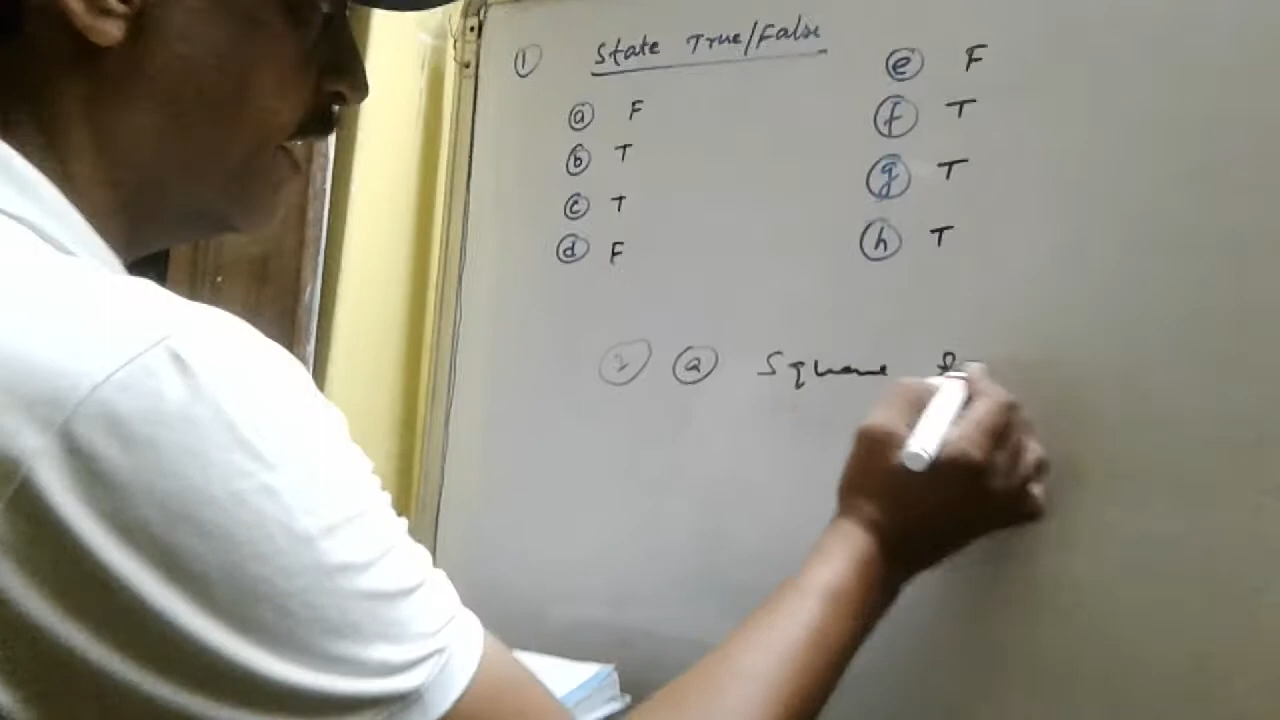 ① State True/False
ⓐ F
ⓑ T
ⓒ T
ⓓ F
ⓔ F
ⓕ T
ⓖ T
ⓗ T
② ⓐ Square